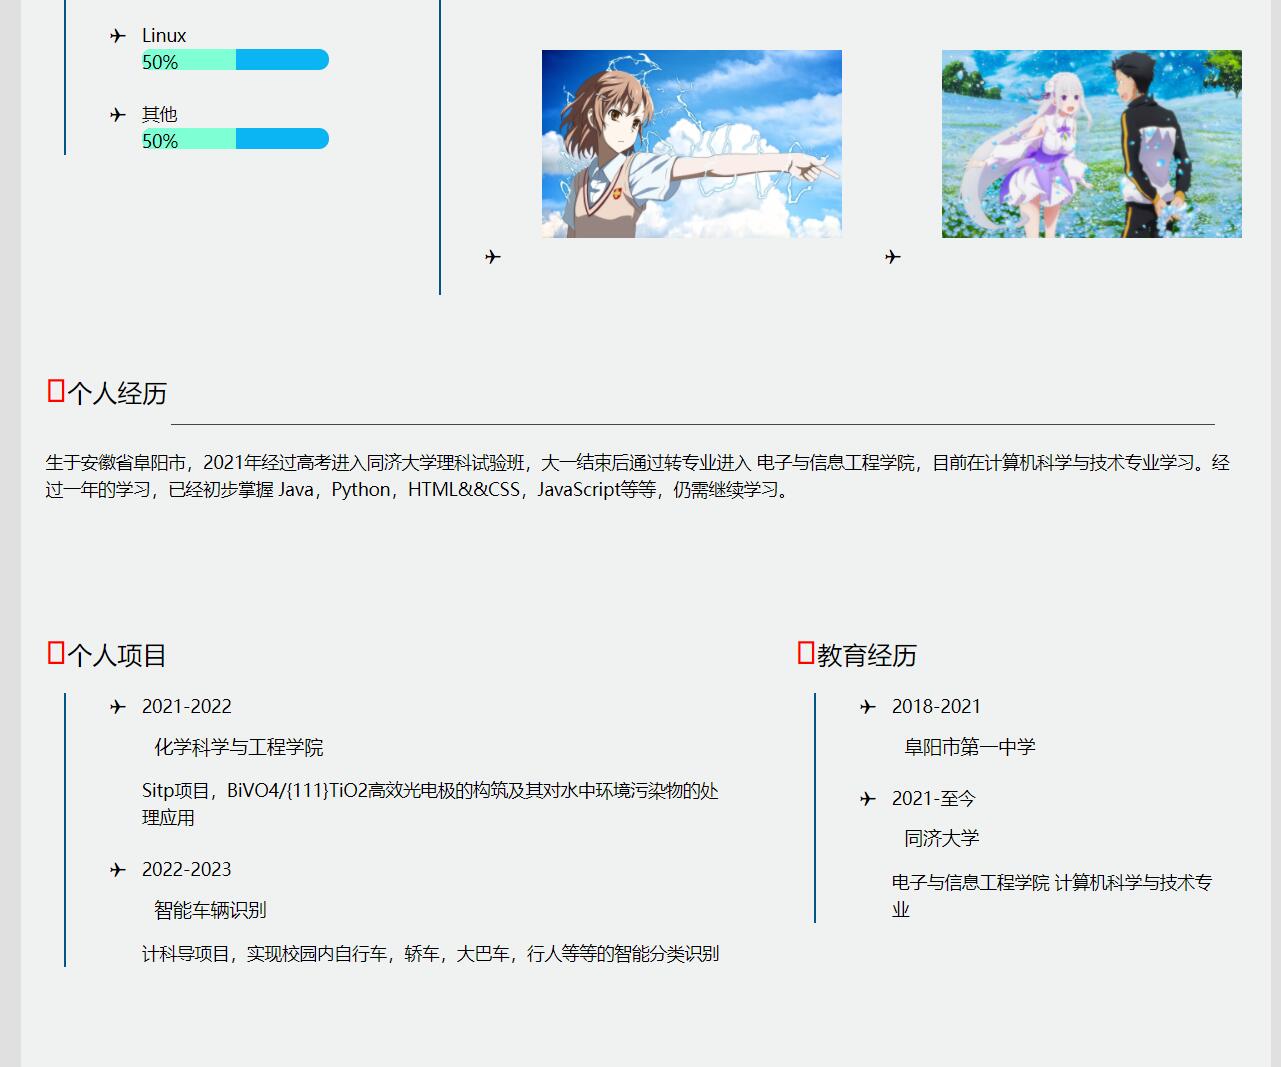 Linux
50%
其他
50%
个人经历
生于安徽省阜阳市，2021年经过高考进入同济大学理科试验班，大一结束后通过转专业进入 电子与信息工程学院，目前在计算机科学与技术专业学习。经
过一年的学习，已经初步掌握 Java，Python，HTML&&CSS，JavaScript等等，仍需继续学习。
个人项目
2021-2022
化学科学与工程学院
Sitp项目，BiVO4/{111}TiO2高效光电极的构筑及其对水中环境污染物的处
理应用
2022-2023
智能车辆识别
计科导项目，实现校园内自行车，轿车，大巴车，行人等等的智能分类识别
教育经历
2018-2021
阜阳市第一中学
2021-至今
同济大学
电子与信息工程学院 计算机科学与技术专
业